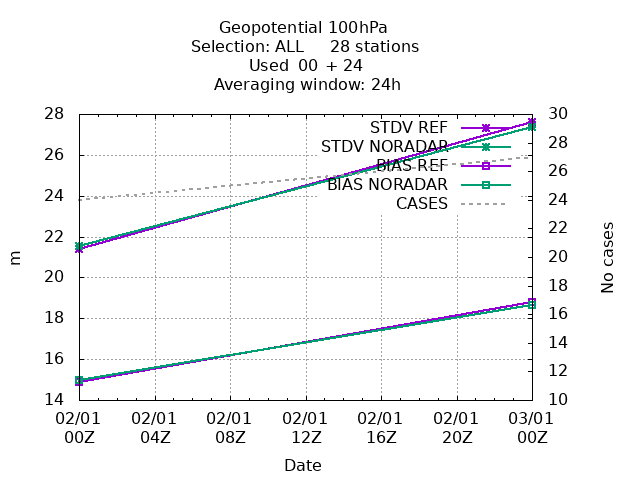 Geopotential 100hPa
Selection: ALL 28 stations
Used 00 + 24
Averaging window: 24h
28
26
24
22
20
18
16
14
m
30
28
26
24
22
20
18
16
14
12
10
No cases
STDV REF
STDV NORADAR
BIAS REF
BIAS NORADAR
CASES
02/01 02/01 02/01 02/01 02/01 02/01 03/01
00Z 04Z 08Z 12Z 16Z 20Z 00Z
Date